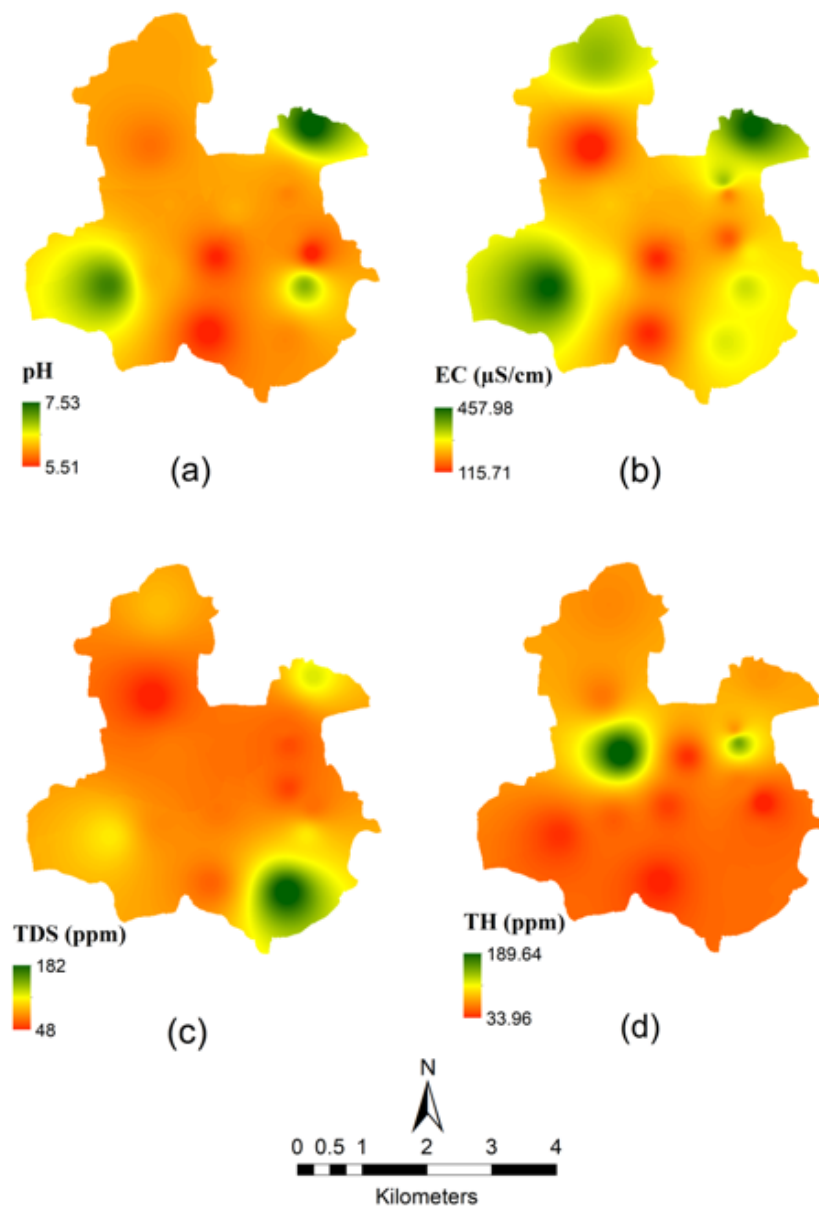 pH
7.53
5.51
(a)
EC (μS/cm)
457.98
115.71
(b)
TDS (ppm)
182
48
(c)
TH (ppm)
189.64
33.96
(d)
N
0 0.5 1 2 3 4
Kilometers